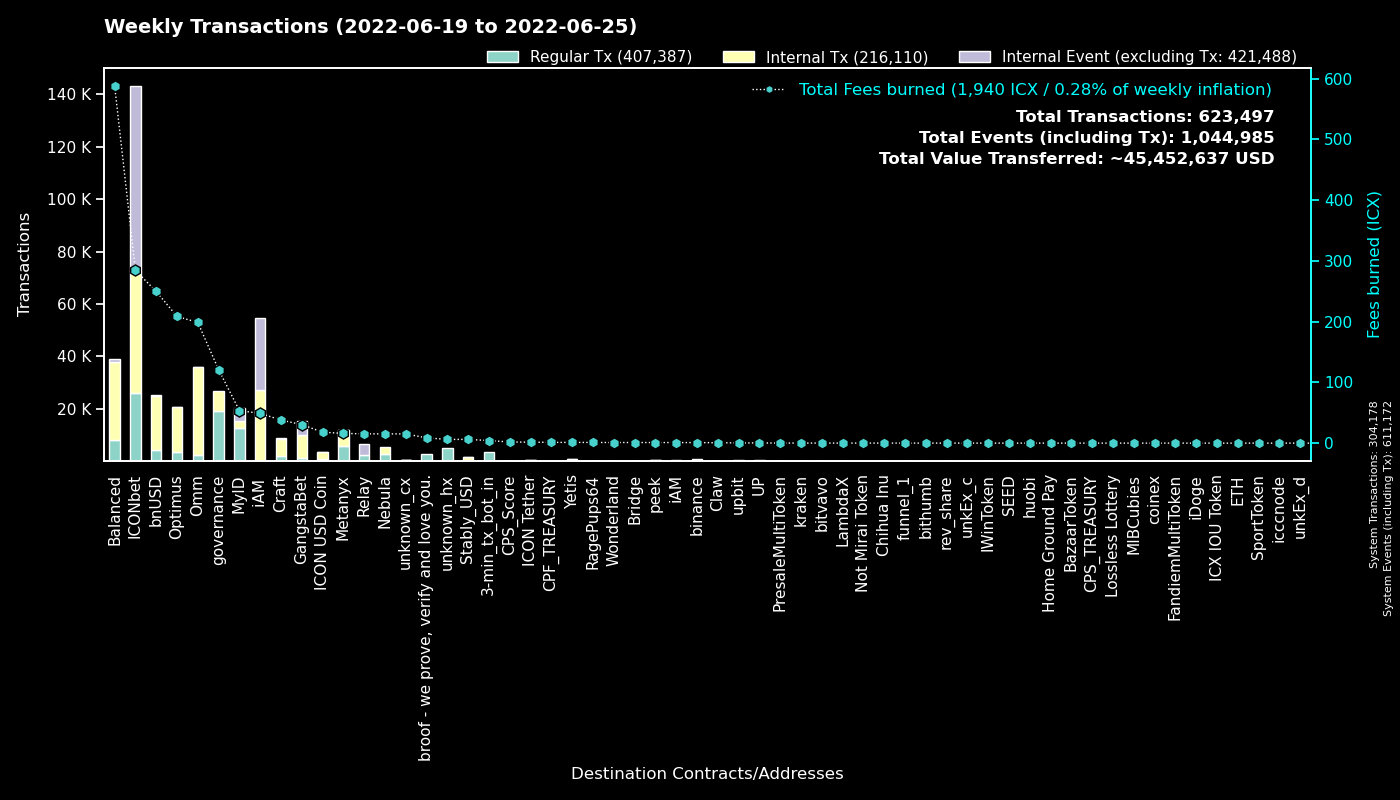 Weekly Transactions (2022-06-19 to 2022-06-25)
Regular Tx (407,387)
Internal Tx (216,110)
Internal Event (excluding Tx: 421,488)
Total Fees burned (1,940 ICX / 0.28% of weekly inflation)
Total Transactions: 623,497
Total Events (including Tx): 1,044,985
Total Value Transferred: ~45,452,637 USD
Transactions
140 K
120 K
100 K
80 K
60 K
40 K
20 K
600
500
400
300
200
100
0
Fees burned (ICX)
System Transactions: 304,178
System Events (including Tx): 611,172
Balanced
ICONbet
bnUSD
Optimus
Omm
governance
MyID
iAM
Craft
GangstaBet
ICON USD Coin
Metanyx
Relay
Nebula
unknown_cx
broof - we prove, verify and love you.
unknown_hx
Stably_USD
3-min_tx_bot_in
CPS_Score
ICON Tether
CPF_TREASURY
Yetis
RagePups64
Wonderland
Bridge
peek
iAM
binance
Claw
upbit
UP
PresaleMultiToken
kraken
bitvavo
LambdaX
Not Mirai Token
Chihua Inu
funnel_1
bithumb
rev_share
unkEx_c
IWinToken
SEED
huobi
Home Ground Pay
BazaarToken
CPS_TREASURY
Lossless Lottery
MIBCubies
coinex
FandiemMultiToken
iDoge
ICX IOU Token
ETH
SportToken
icccnode
unkEx_d
Destination Contracts/Addresses